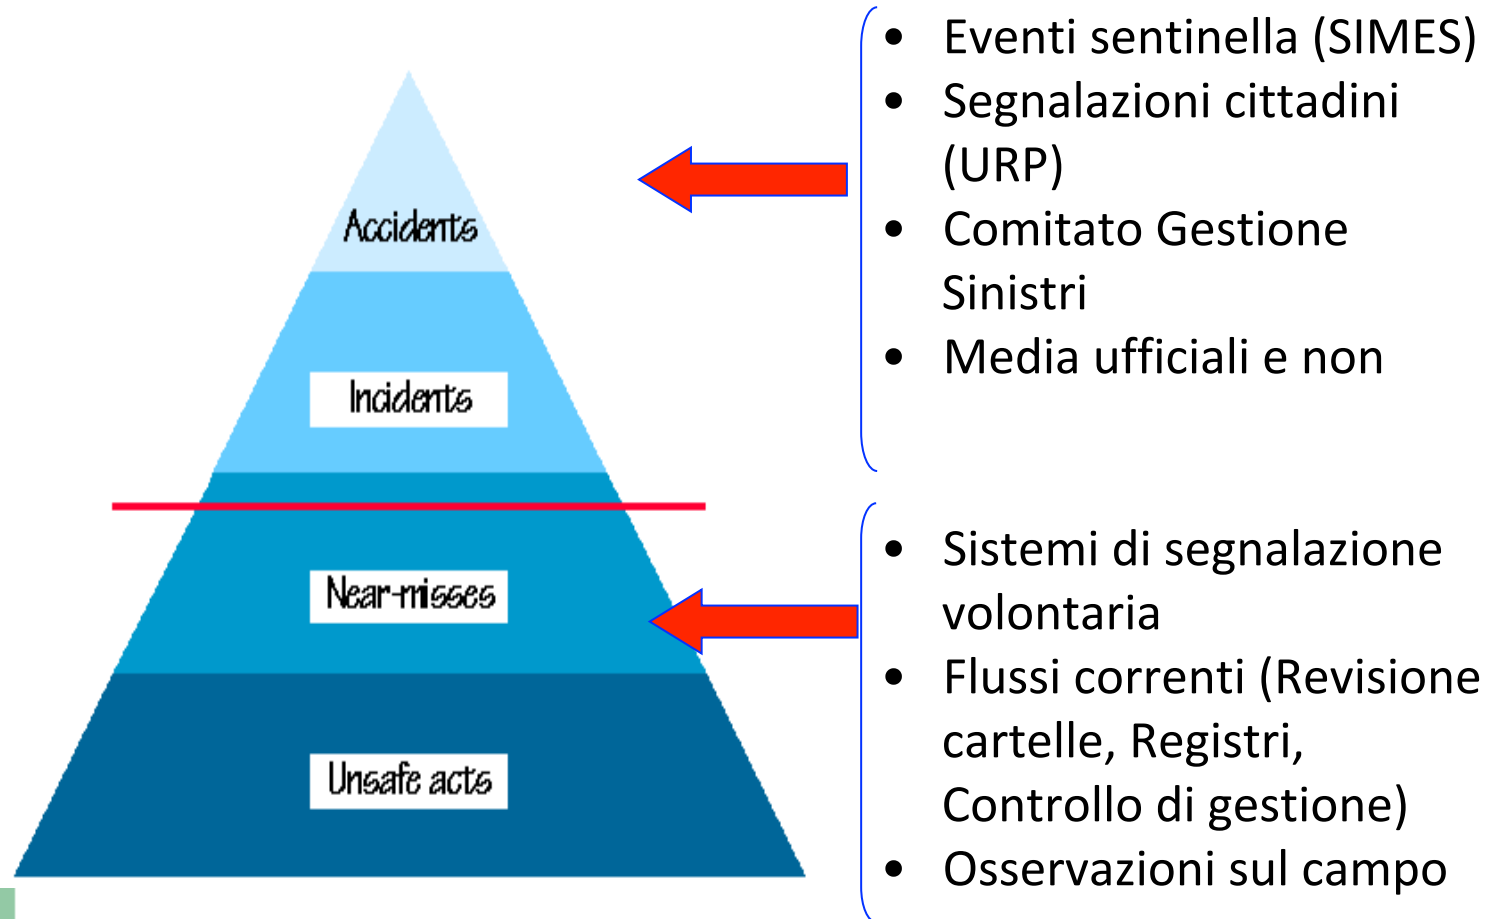 Accidents
Incidents
Near-misses
Unsafe acts
• Eventi sentinella (SIMES)
• Segnalazioni cittadini
(URP)
• Comitato Gestione
Sinistri
• Media ufficiali e non
• Sistemi di segnalazione
volontaria
• Flussi correnti (Revisione
cartelle, Registri,
Controllo di gestione)
• Osservazioni sul campo